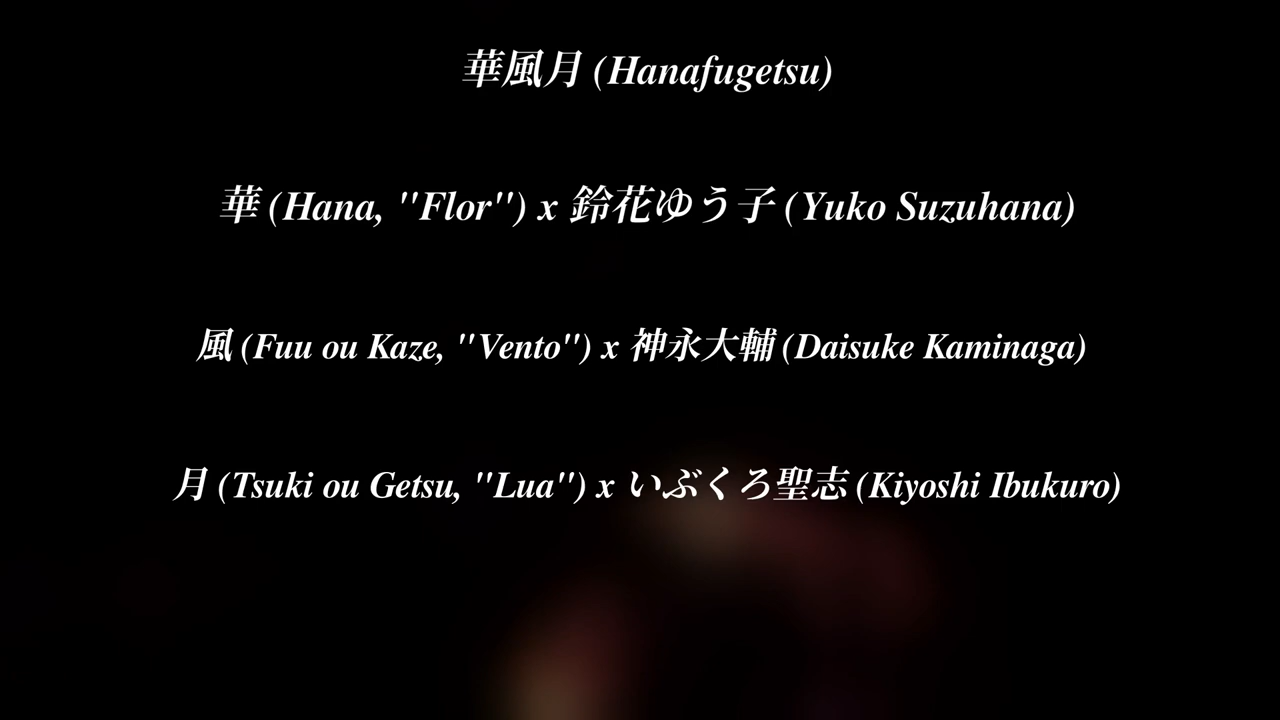 華風月 (Hanafugetsu)
華 (Hana, "Flor") x 鈴花ゆう子 (Yuko Suzuhana)
風 (Fuu ou Kaze, "Vento") x 神永大輔 (Daisuke Kaminaga)
月 (Tsuki ou Getsu, "Lua") x いぶくろ聖志 (Kiyoshi Ibukuro)